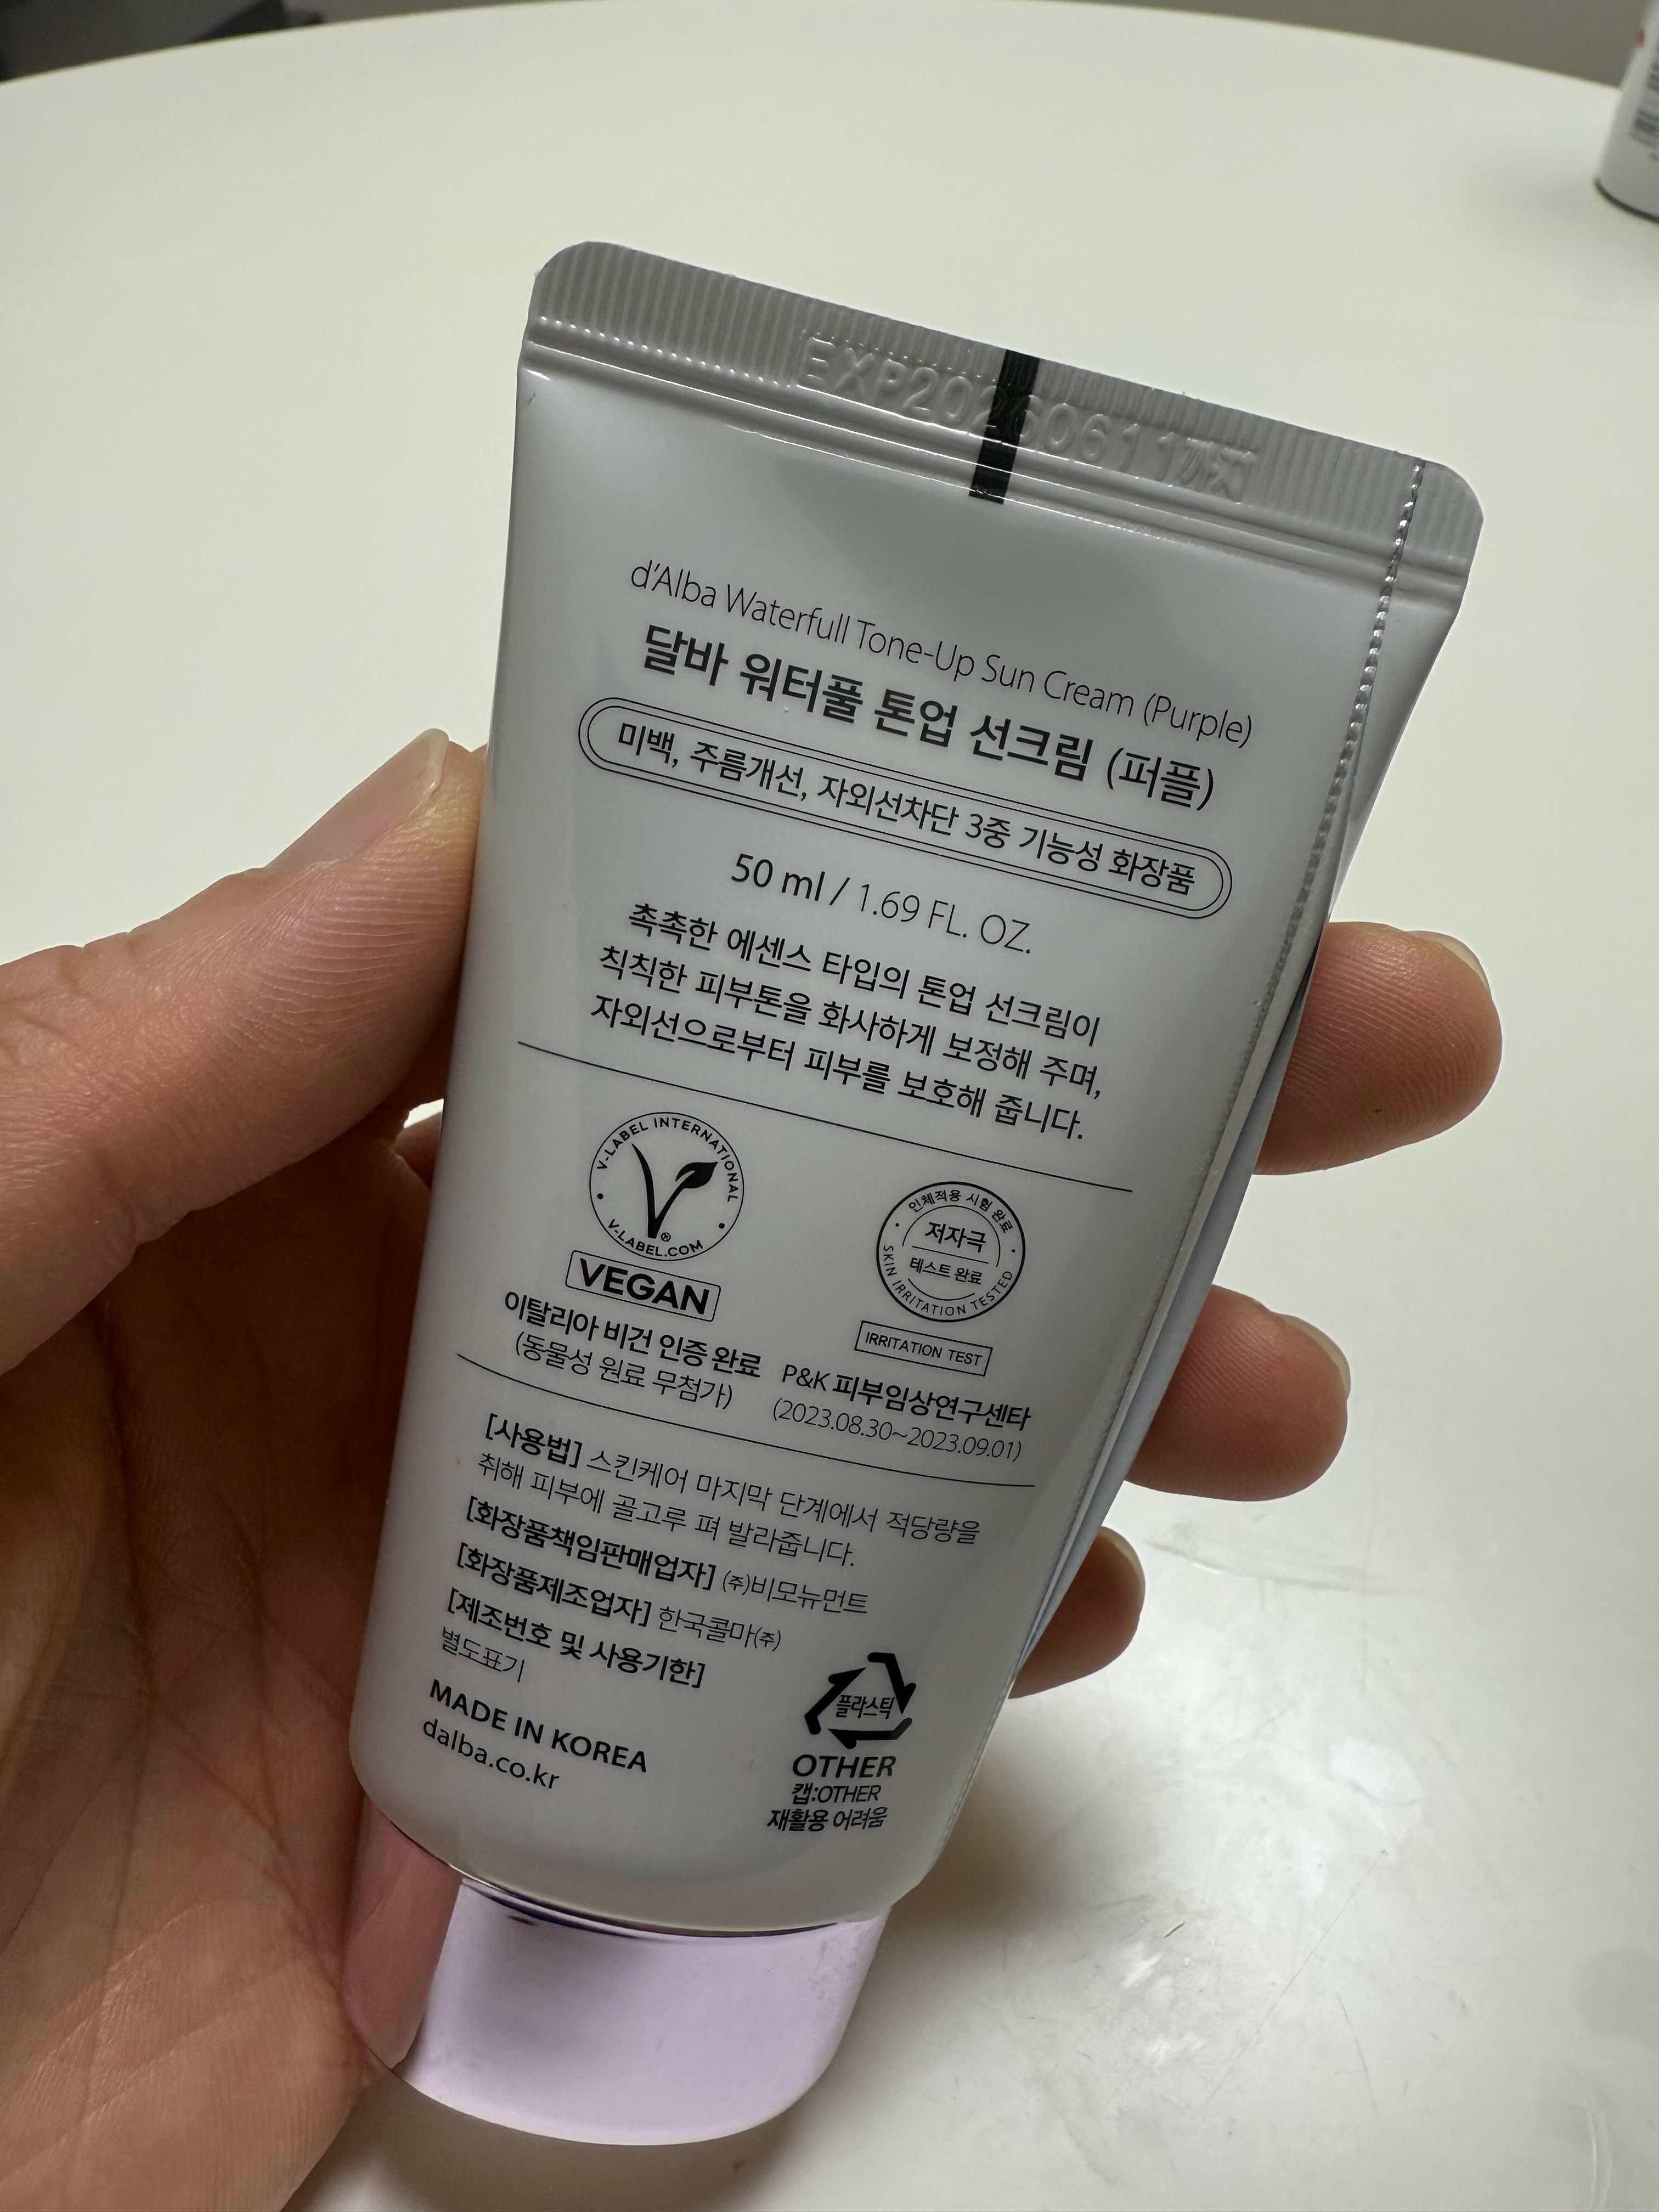 EXP20260611까지
d'Alba Waterfull Tone-Up Sun Cream (Purple)
달바 워터풀 톤업 선크림 (퍼플)
미백, 주름개선, 자외선차단 3중 기능성 화장품
50 ml / 1.69 FL. OZ.
촉촉한 에센스 타입의 톤업 선크림이
칙칙한 피부톤을 화사하게 보정해 주며,
자외선으로부터 피부를 보호해 줍니다.
V-LABEL INTERNATIONAL
®
V-LABEL.COM
VEGAN
이탈리아 비건 인증 완료
(동물성 원료 무첨가)
인체적용 시험 완료
저자극
테스트 완료
SKIN IRRITATION TESTED
IRRITATION TEST
P&K 피부임상연구센타
(2023.08.30~2023.09.01)
[사용법] 스킨케어 마지막 단계에서 적당량을
취해 피부에 골고루 펴 발라줍니다.
[화장품책임판매업자] (주)비모뉴먼트
[화장품제조업자] 한국콜마(주)
[제조번호 및 사용기한]
별도표기
MADE IN KOREA
dalba.co.kr
플라스틱
OTHER
캡:OTHER
재활용 어려움